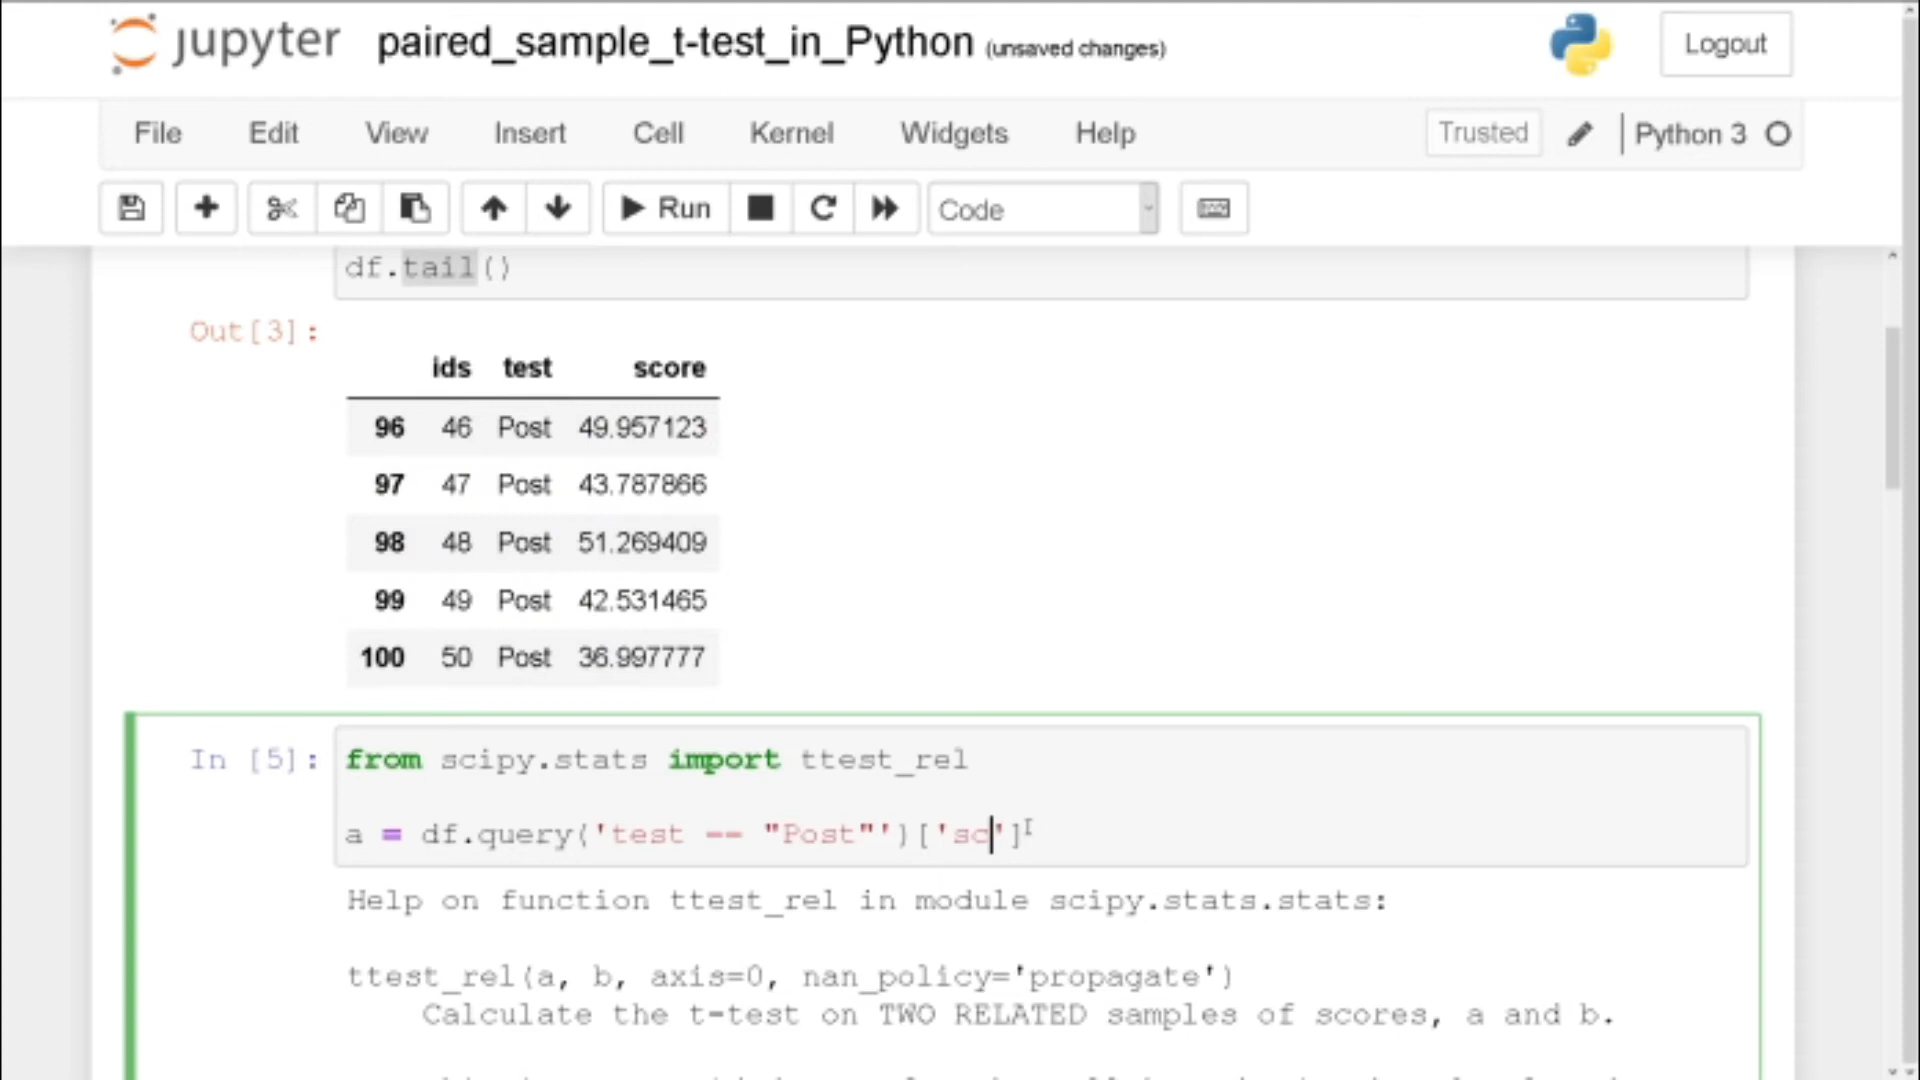 jupyter paired_sample_t-test_in_Python (unsaved changes) Logout
File Edit View Insert Cell Kernel Widgets Help Trusted Python 3
Run Code
df.tail()
Out[3]:
ids test score
96 46 Post 49.957123
97 47 Post 43.787866
98 48 Post 51.269409
99 49 Post 42.531465
100 50 Post 36.997777
In [5]: from scipy.stats import ttest_rel
a = df.query('test == "Post"')['sc']
Help on function ttest_rel in module scipy.stats.stats:
ttest_rel(a, b, axis=0, nan_policy='propagate')
Calculate the t-test on TWO RELATED samples of scores, a and b.